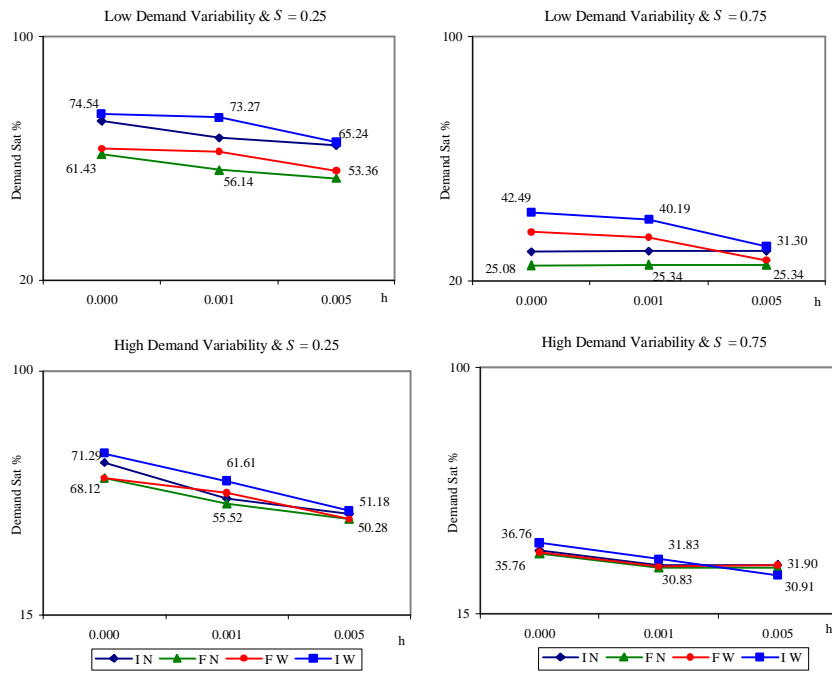 Low Demand Variability & S = 0.25
100
Demand Sat %
74.54
73.27
65.24
61.43
56.14
53.36
20
0.000
0.001
0.005
h
Low Demand Variability & S = 0.75
100
Demand Sat %
42.49
40.19
31.30
25.08
25.34
25.34
20
0.000
0.001
0.005
h
High Demand Variability & S = 0.25
100
Demand Sat %
71.29
61.61
51.18
68.12
55.52
50.28
15
0.000
0.001
0.005
h
I N
F N
F W
I W
High Demand Variability & S = 0.75
100
Demand Sat %
36.76
31.83
31.90
35.76
30.83
30.91
15
0.000
0.001
0.005
h
I N
F N
F W
I W